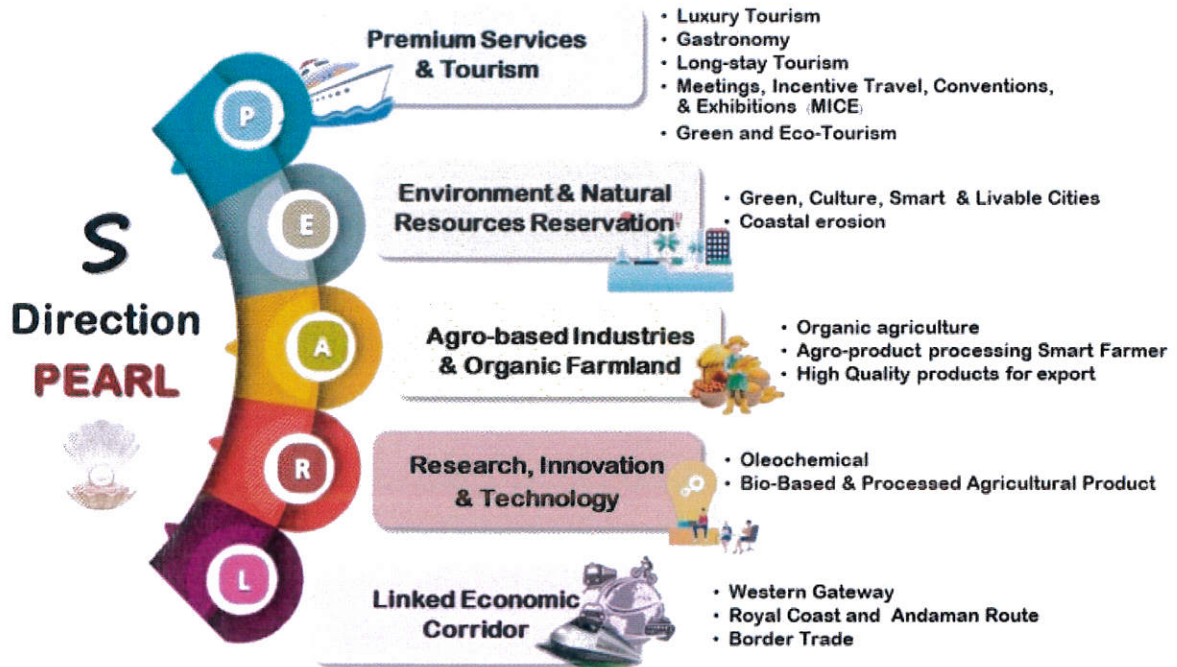 S
Direction
PEARL
P
Premium Services
& Tourism
• Luxury Tourism
• Gastronomy
• Long-stay Tourism
• Meetings, Incentive Travel, Conventions,
& Exhibitions (MICE)
• Green and Eco-Tourism
E
Environment & Natural
Resources Reservation
• Green, Culture, Smart & Livable Cities
• Coastal erosion
A
Agro-based Industries
& Organic Farmland
• Organic agriculture
• Agro-product processing Smart Farmer
• High Quality products for export
R
Research, Innovation
& Technology
• Oleochemical
• Bio-Based & Processed Agricultural Product
L
Linked Economic
Corridor
• Western Gateway
• Royal Coast and Andaman Route
• Border Trade